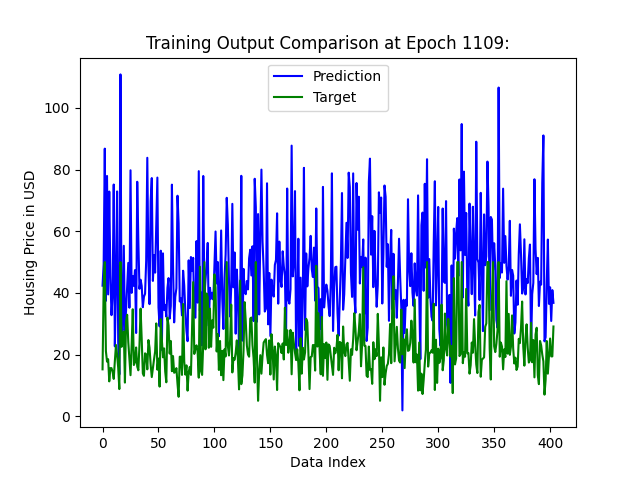 Training Output Comparison at Epoch 1109:
Prediction
Target
Housing Price in USD
100
80
60
40
20
0
0 50 100 150 200 250 300 350 400
Data Index